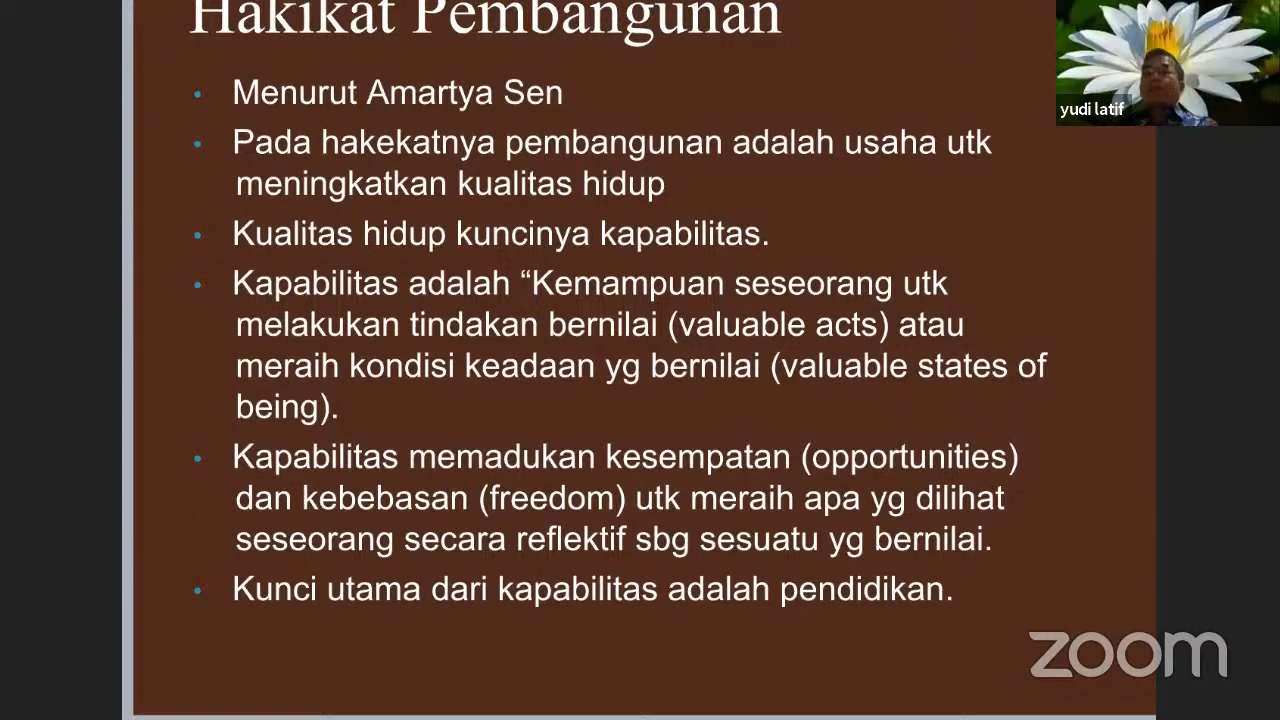 Hakikat Pembangunan
yudi latif
• Menurut Amartya Sen
• Pada hakekatnya pembangunan adalah usaha utk
meningkatkan kualitas hidup
• Kualitas hidup kuncinya kapabilitas.
• Kapabilitas adalah “Kemampuan seseorang utk
melakukan tindakan bernilai (valuable acts) atau
meraih kondisi keadaan yg bernilai (valuable states of
being).
• Kapabilitas memadukan kesempatan (opportunities)
dan kebebasan (freedom) utk meraih apa yg dilihat
seseorang secara reflektif sbg sesuatu yg bernilai.
• Kunci utama dari kapabilitas adalah pendidikan.
zoom